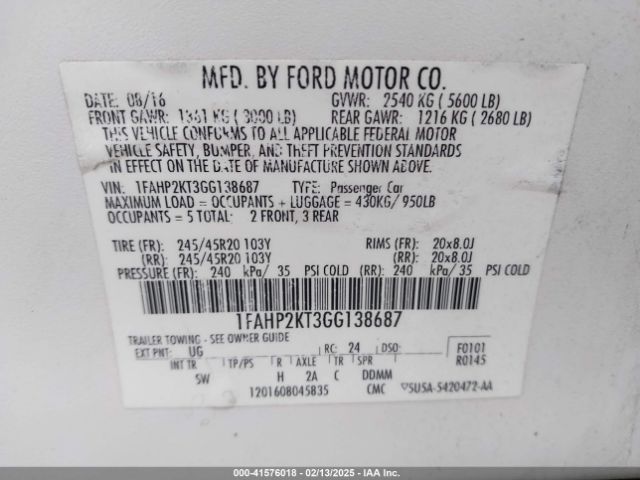 MFD. BY FORD MOTOR CO.
DATE: 08/16 GVWR: 2540 KG ( 5600 LB)
FRONT GAWR: 1361 KG ( 3000 LB) REAR GAWR: 1216 KG ( 2680 LB)
THIS VEHICLE CONFORMS TO ALL APPLICABLE FEDERAL MOTOR
VEHICLE SAFETY, BUMPER, AND THEFT PREVENTION STANDARDS
IN EFFECT ON THE DATE OF MANUFACTURE SHOWN ABOVE.
VIN: 1FAHP2KT3GG138687 TYPE: Passenger Car
MAXIMUM LOAD = OCCUPANTS + LUGGAGE = 430KG/ 950LB
OCCUPANTS = 5 TOTAL: 2 FRONT, 3 REAR
TIRE (FR): 245/45R20 103Y RIMS (FR): 20x8.0J
(RR): 245/45R20 103Y (RR): 20x8.0J
PRESSURE (FR): 240 kPa/ 35 PSI COLD (RR): 240 kPa/ 35 PSI COLD
1FAHP2KT3GG138687
TRAILER TOWING - SEE OWNER GUIDE
EXT PNT: UG RC: 24 DSO: F0101
INT TR TP/PS R AXLE TR SPR R0145
SW H 2A C DDMM
1201608045835 CMC ▽5U5A-5420472-AA
000-41576018 - 02/13/2025 - IAA Inc.